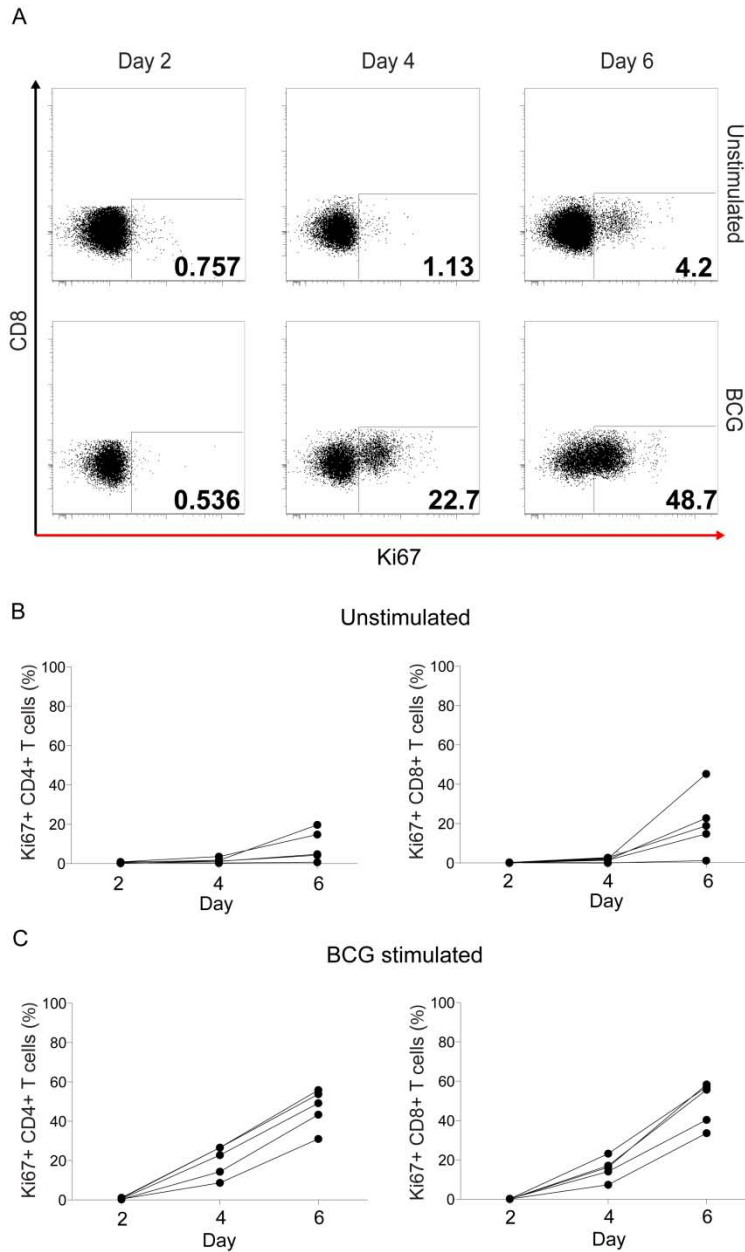 A
Day 2 Day 4 Day 6
Unstimulated
0.757 1.13 4.2
CD8
BCG
0.536 22.7 48.7
Ki67
B
Unstimulated
Ki67+ CD4+ T cells (%)
100
80
60
40
20
0
2 4 6
Day
Ki67+ CD8+ T cells (%)
100
80
60
40
20
0
2 4 6
Day
C
BCG stimulated
Ki67+ CD4+ T cells (%)
100
80
60
40
20
0
2 4 6
Day
Ki67+ CD8+ T cells (%)
100
80
60
40
20
0
2 4 6
Day